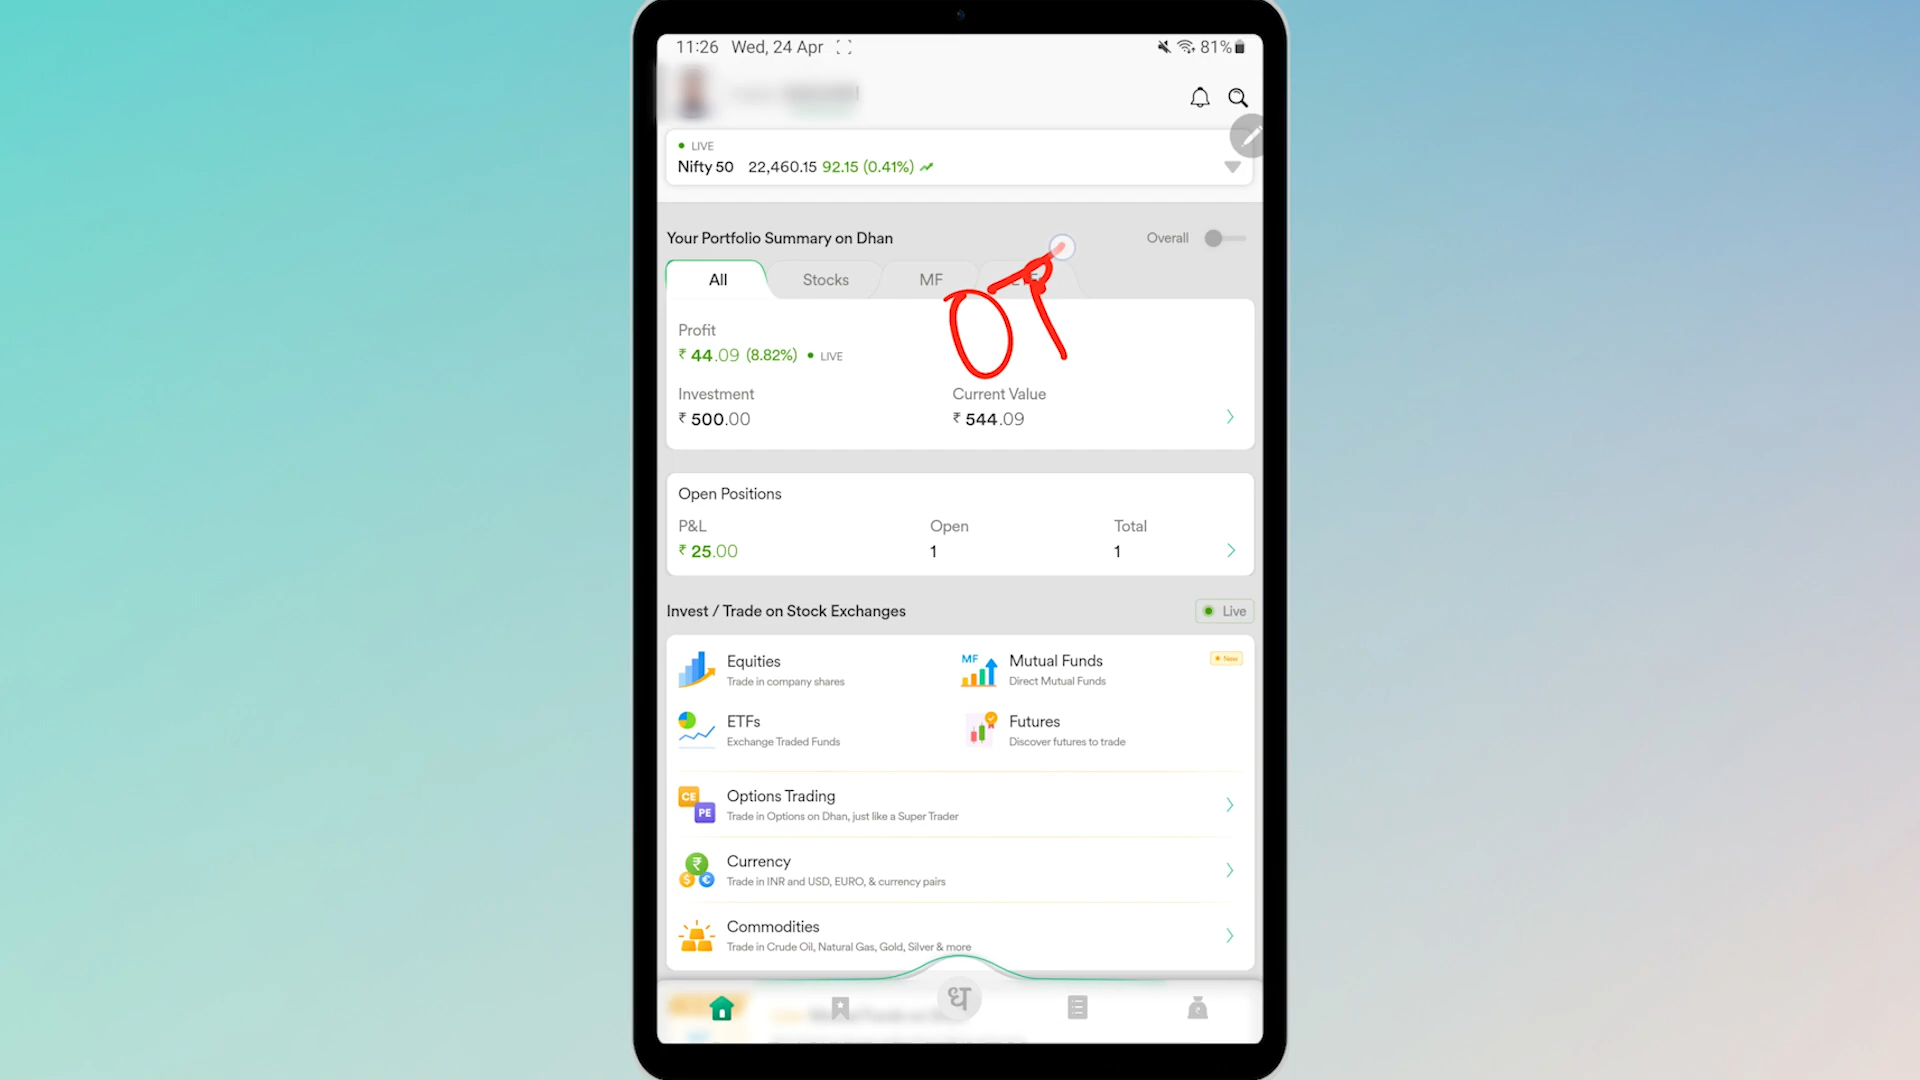 11:26 Wed, 24 Apr 81%
LIVE
Nifty 50 22,460.15 92.15 (0.41%)
Your Portfolio Summary on Dhan Overall
All Stocks MF
Profit
₹ 44.09 (8.82%) LIVE
Investment Current Value
₹ 500.00 ₹ 544.09
Open Positions
P&L Open Total
₹ 25.00 1 1
Invest / Trade on Stock Exchanges Live
Equities
Trade in company shares
MF Mutual Funds New
Direct Mutual Funds
ETFs
Exchange Traded Funds
Futures
Discover futures to trade
CE PE Options Trading
Trade in Options on Dhan, just like a Super Trader
Currency
Trade in INR and USD, EURO, & currency pairs
Commodities
Trade in Crude Oil, Natural Gas, Gold, Silver & more
ध